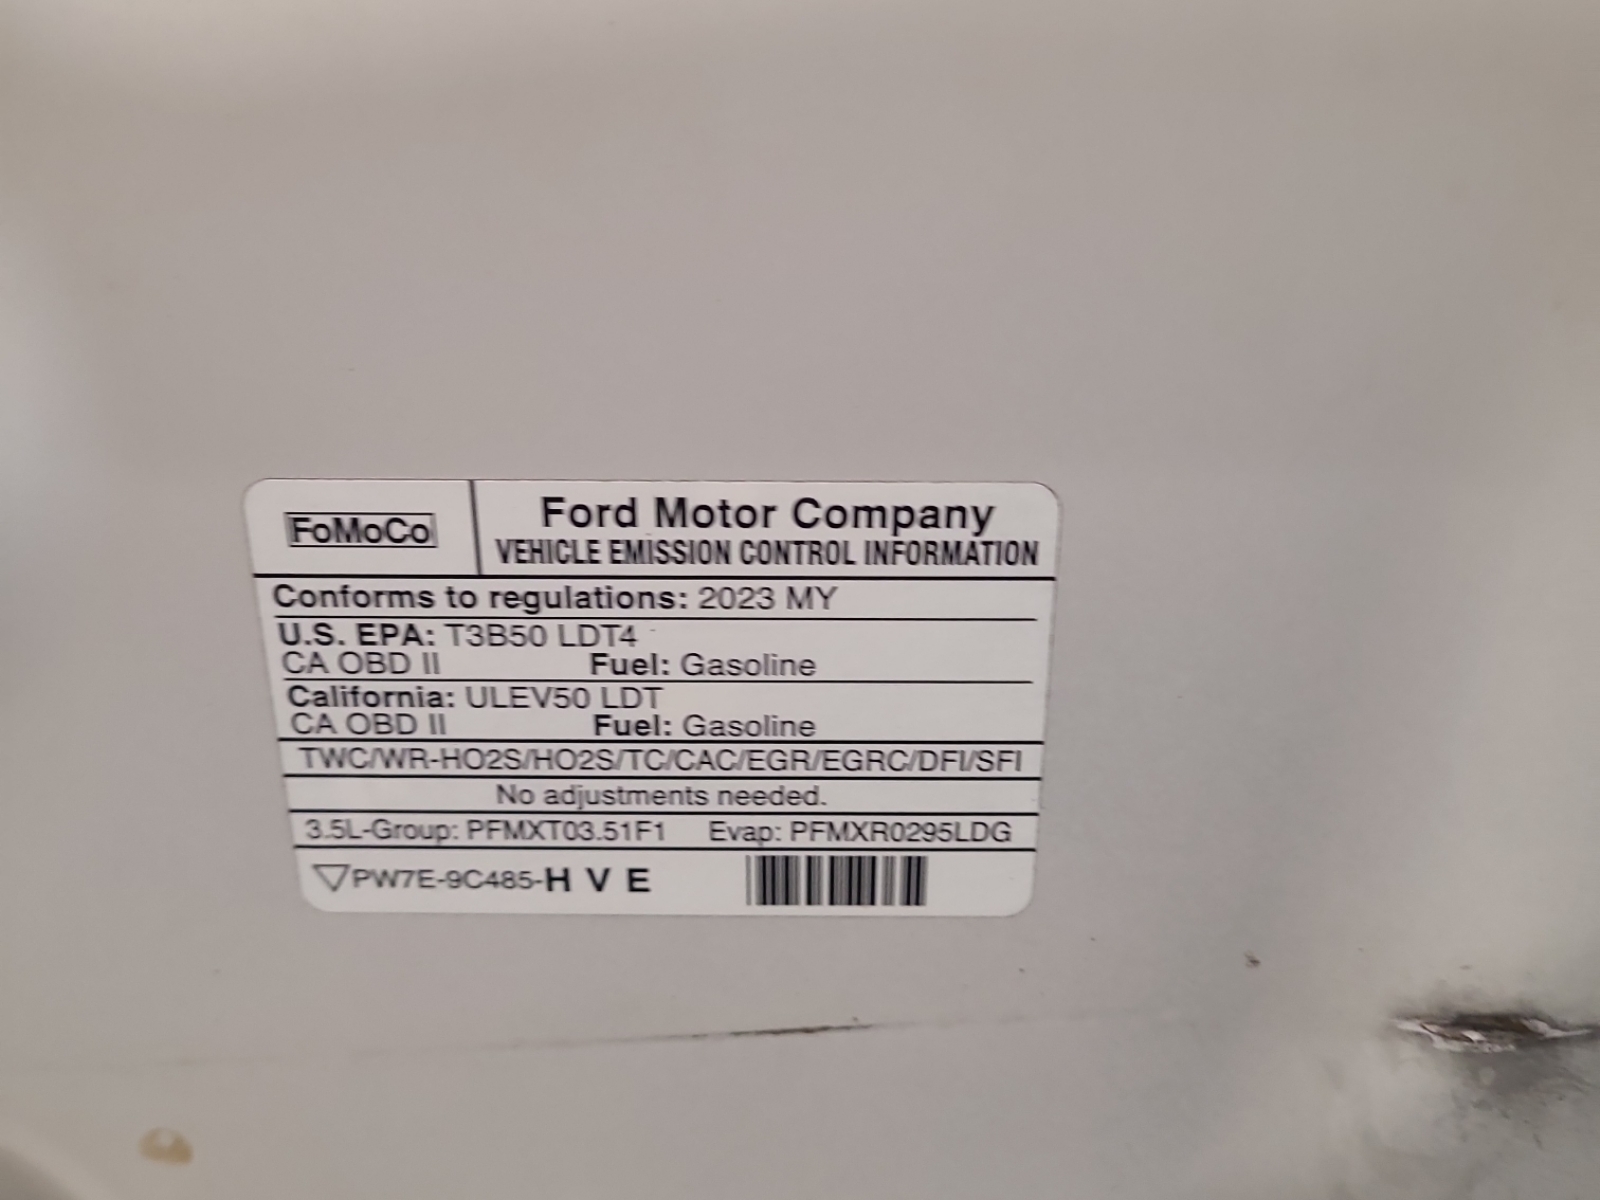 FoMoCo
Ford Motor Company
VEHICLE EMISSION CONTROL INFORMATION
Conforms to regulations: 2023 MY
U.S. EPA: T3B50 LDT4
CA OBD II Fuel: Gasoline
California: ULEV50 LDT
CA OBD II Fuel: Gasoline
TWC/WR-HO2S/HO2S/TC/CAC/EGR/EGRC/DFI/SFI
No adjustments needed.
3.5L-Group: PFMXT03.51F1 Evap: PFMXR0295LDG
▽PW7E-9C485-H V E